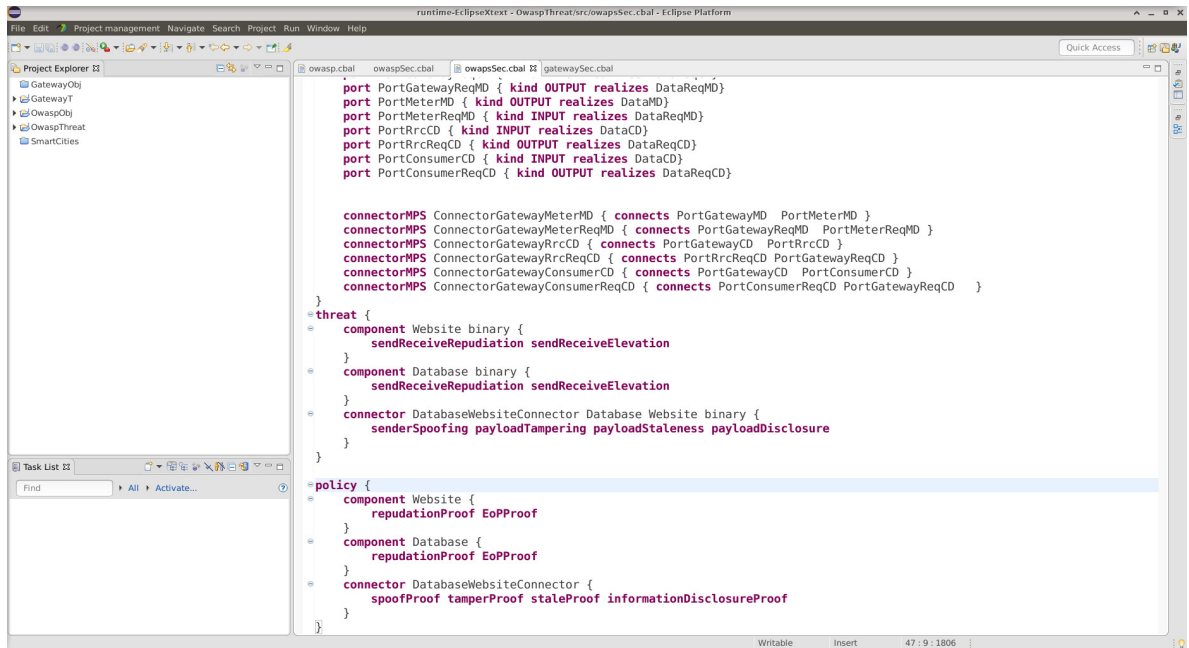 runtime-EclipseXtext - OwaspThreat/src/owapsSec.cbal - Eclipse Platform
File Edit Project management Navigate Search Project Run Window Help
Quick Access
Project Explorer
GatewayObj
GatewayT
OwaspObj
OwaspThreat
SmartCities
owasp.cbal owaspSec.cbal owapsSec.cbal gatewaySec.cbal
port PortGatewayReqMD { kind OUTPUT realizes DataReqMD}
port PortMeterMD { kind OUTPUT realizes DataMD}
port PortMeterReqMD { kind INPUT realizes DataReqMD}
port PortRrcCD { kind INPUT realizes DataCD}
port PortRrcReqCD { kind OUTPUT realizes DataReqCD}
port PortConsumerCD { kind INPUT realizes DataCD}
port PortConsumerReqCD { kind OUTPUT realizes DataReqCD}
connectorMPS ConnectorGatewayMeterMD { connects PortGatewayMD PortMeterMD }
connectorMPS ConnectorGatewayMeterReqMD { connects PortGatewayReqMD PortMeterReqMD }
connectorMPS ConnectorGatewayRrcCD { connects PortGatewayCD PortRrcCD }
connectorMPS ConnectorGatewayRrcReqCD { connects PortRrcReqCD PortGatewayReqCD }
connectorMPS ConnectorGatewayConsumerCD { connects PortGatewayCD PortConsumerCD }
connectorMPS ConnectorGatewayConsumerReqCD { connects PortConsumerReqCD PortGatewayReqCD }
}
threat {
component Website binary {
sendReceiveRepudiation sendReceiveElevation
}
component Database binary {
sendReceiveRepudiation sendReceiveElevation
}
connector DatabaseWebsiteConnector Database Website binary {
senderSpoofing payloadTampering payloadStaleness payloadDisclosure
}
}
policy {
component Website {
repudationProof EoPProof
}
component Database {
repudationProof EoPProof
}
connector DatabaseWebsiteConnector {
spoofProof tamperProof staleProof informationDisclosureProof
}
}
Task List
Find All Activate...
Writable Insert 47 : 9 : 1806